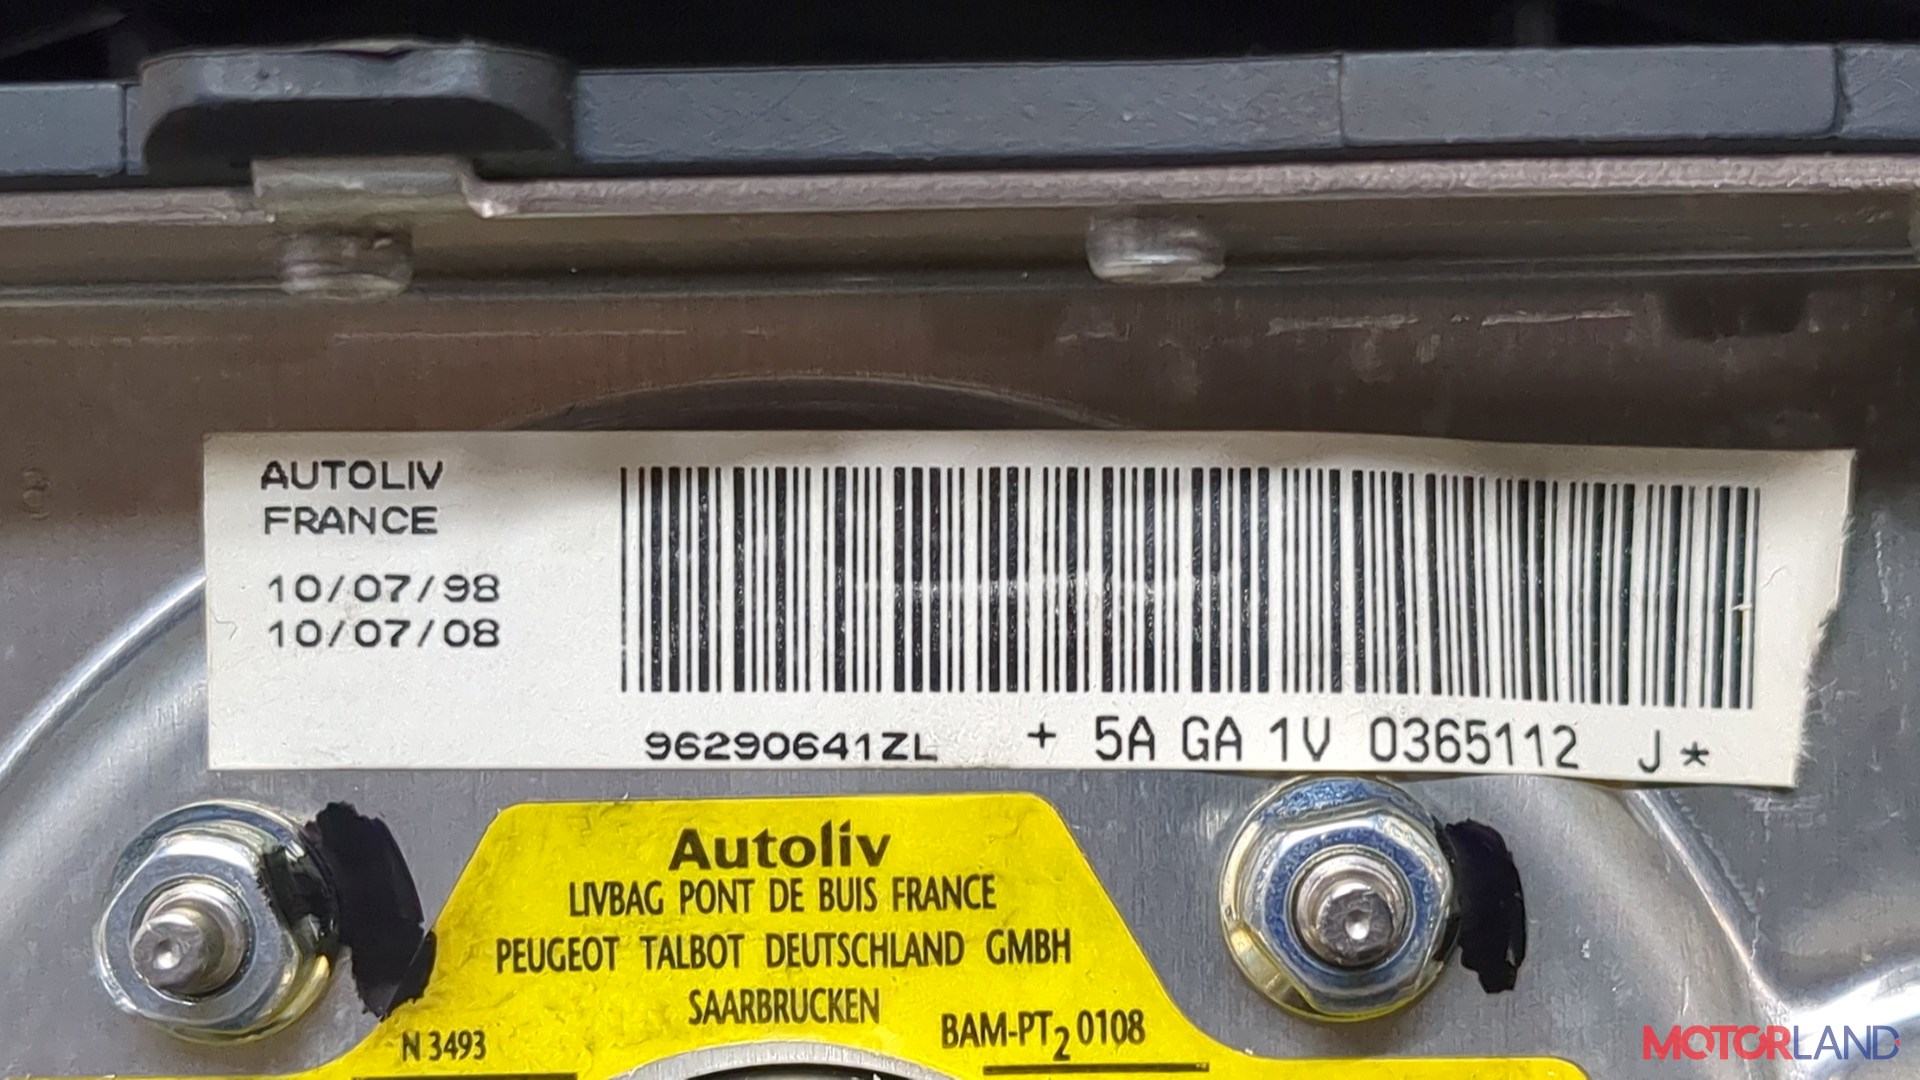 AUTOLIV
FRANCE
10/07/98
10/07/08
96290641ZL + 5A GA 1V 0365112 J*
Autoliv
LIVBAG PONT DE BUIS FRANCE
PEUGEOT TALBOT DEUTSCHLAND GMBH
SAARBRUCKEN
N 3493
BAM-PT2 0108
MOTORLAND